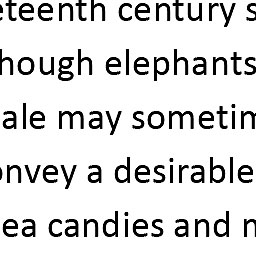 eteenth century s
hough elephants
ale may sometim
onvey a desirable
ea candies and